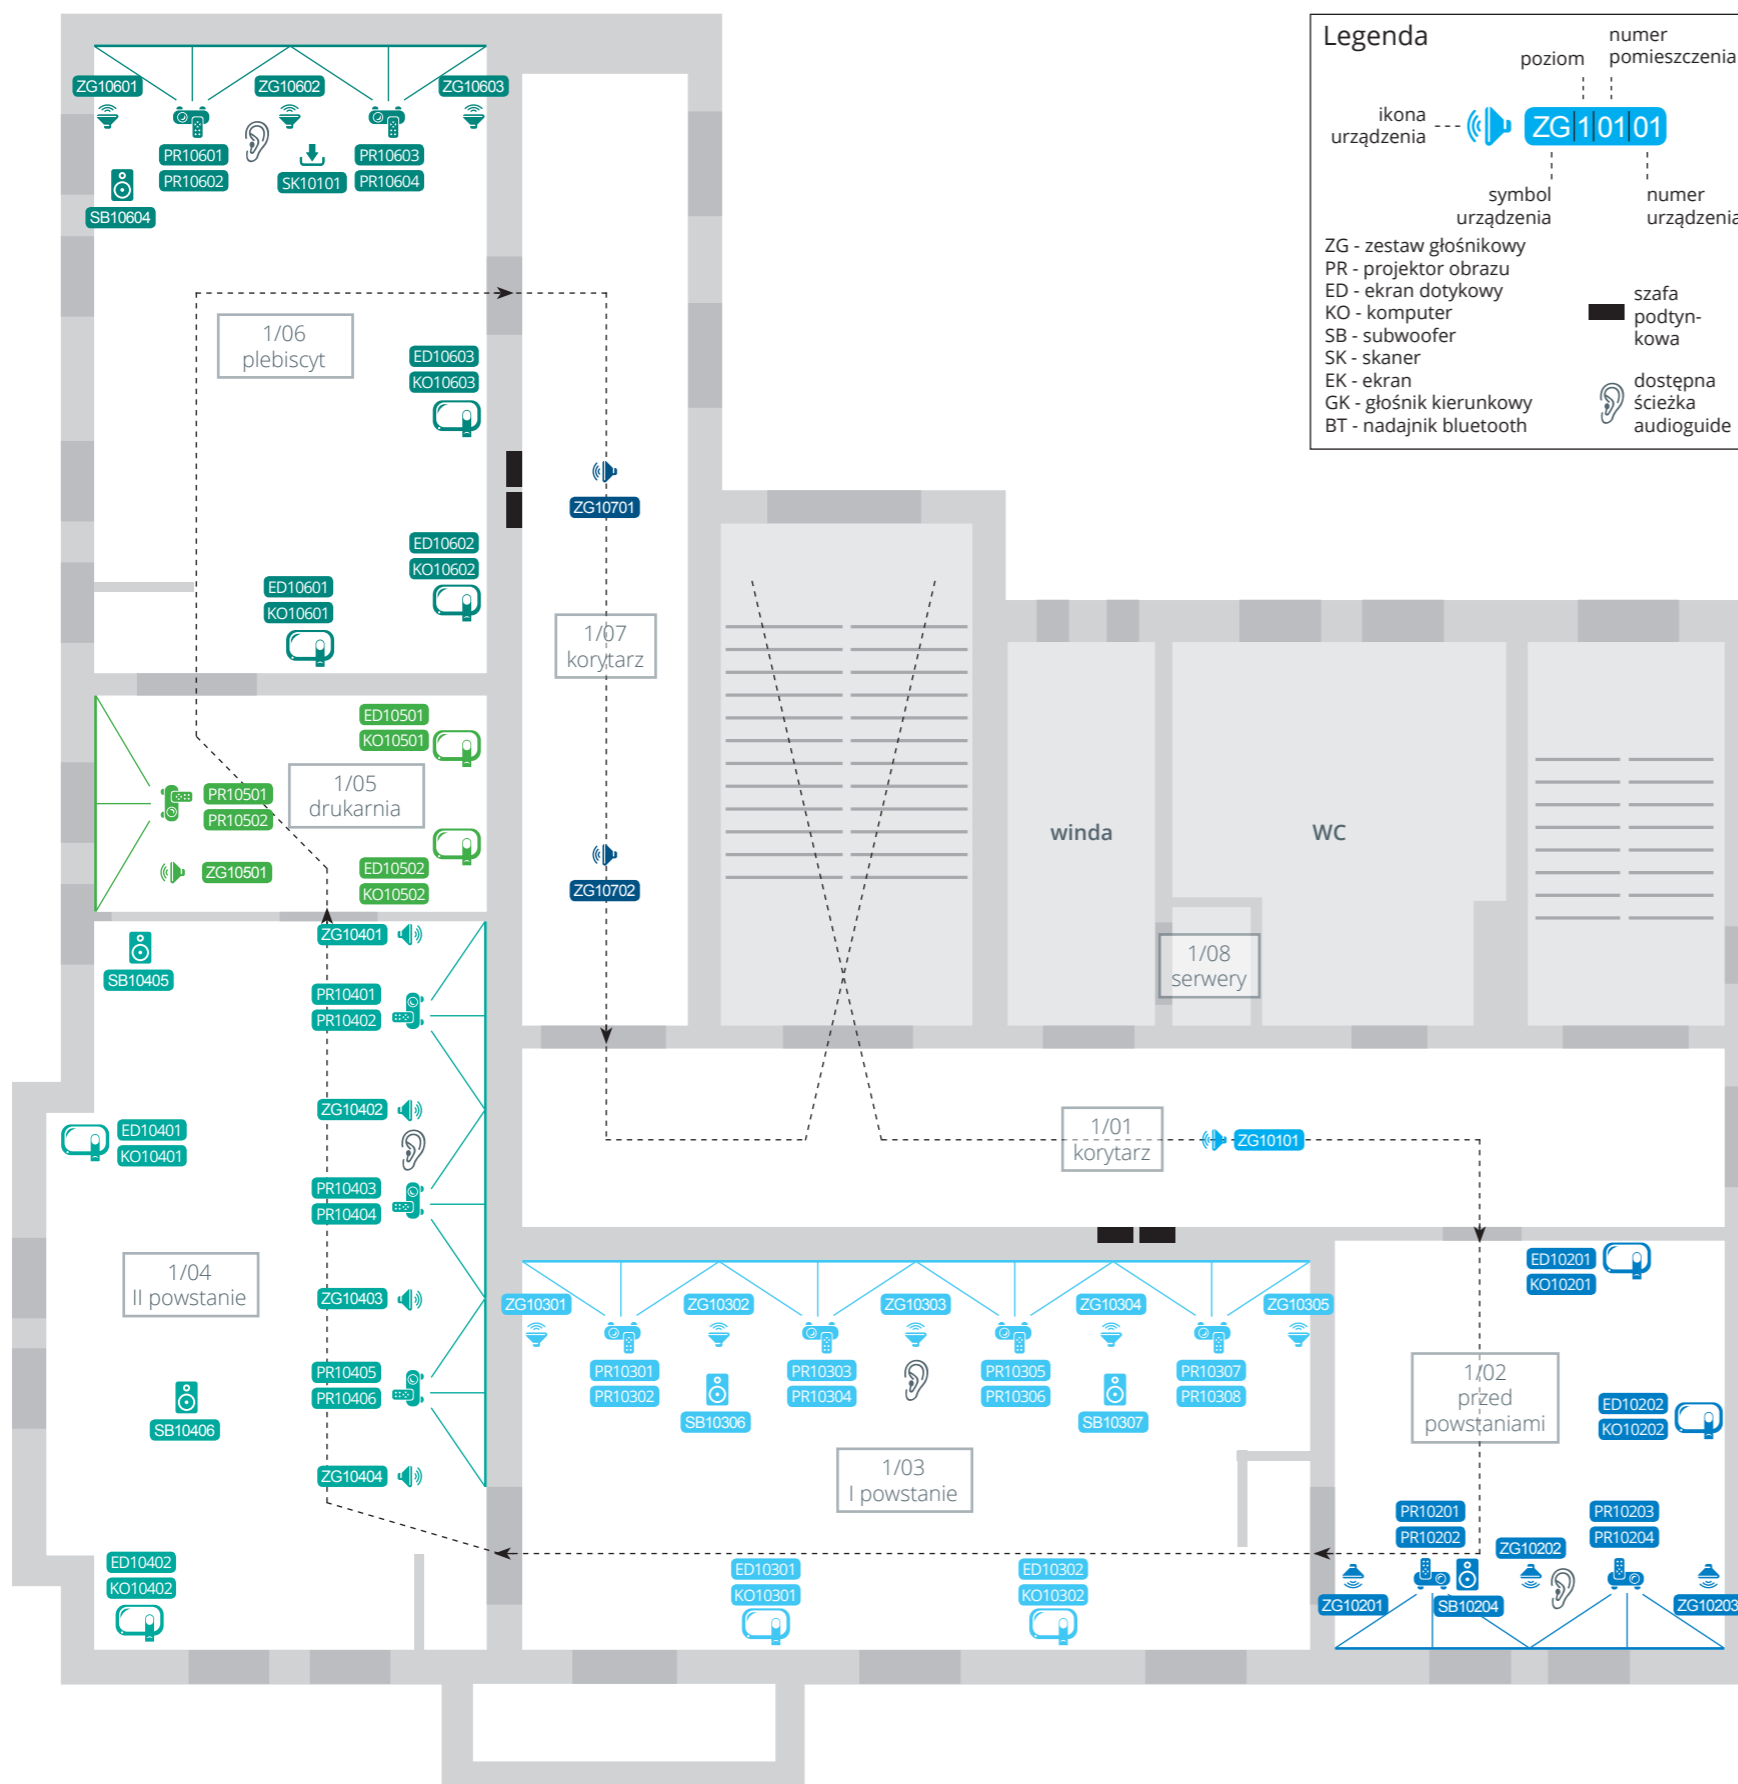 Legenda
poziom
numer
pomieszczenia
ikona
urządzenia
ZG 1 01 01
symbol
urządzenia
numer
urządzenia
ZG - zestaw głośnikowy
PR - projektor obrazu
ED - ekran dotykowy
KO - komputer
SB - subwoofer
SK - skaner
EK - ekran
GK - głośnik kierunkowy
BT - nadajnik bluetooth
szafa
podtyn-
kowa
dostępna
ścieżka
audioguide
ZG10601
ZG10602
ZG10603
PR10601
PR10602
SK10101
PR10603
PR10604
SB10604
1/06
plebiscyt
ED10603
KO10603
ZG10701
ED10602
KO10602
ED10601
KO10601
1/07
korytarz
ED10501
KO10501
PR10501
PR10502
1/05
drukarnia
ZG10501
ED10502
KO10502
ZG10702
winda
WC
1/08
serwery
ZG10401
SB10405
PR10401
PR10402
ZG10402
ED10401
KO10401
PR10403
PR10404
1/01
korytarz
ZG10101
1/04
II powstanie
ZG10403
PR10405
PR10406
SB10406
ZG10404
ED10402
KO10402
ZG10301
ZG10302
ZG10303
ZG10304
ZG10305
PR10301
PR10302
PR10303
PR10304
PR10305
PR10306
PR10307
PR10308
SB10306
SB10307
1/03
I powstanie
ED10301
KO10301
ED10302
KO10302
ED10201
KO10201
1/02
przed
powstaniami
ED10202
KO10202
PR10201
PR10202
PR10203
PR10204
ZG10202
ZG10201
SB10204
ZG10203